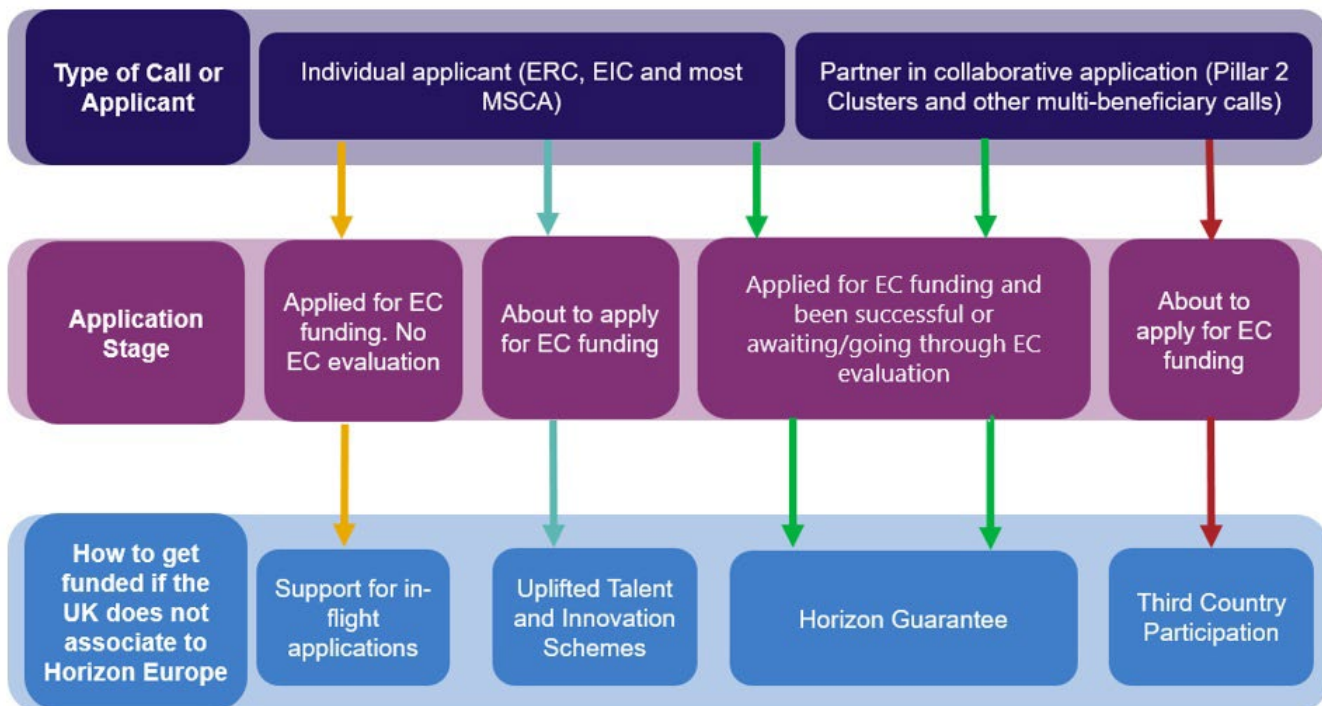 Type of Call or
Applicant
Individual applicant (ERC, EIC and most
MSCA)
Partner in collaborative application (Pillar 2
Clusters and other multi-beneficiary calls)
Application
Stage
Applied for EC
funding. No
EC evaluation
About to apply
for EC funding
Applied for EC funding and
been successful or
awaiting/going through EC
evaluation
About to
apply for EC
funding
How to get
funded if the
UK does not
associate to
Horizon Europe
Support for in-
flight
applications
Uplifted Talent
and Innovation
Schemes
Horizon Guarantee
Third Country
Participation